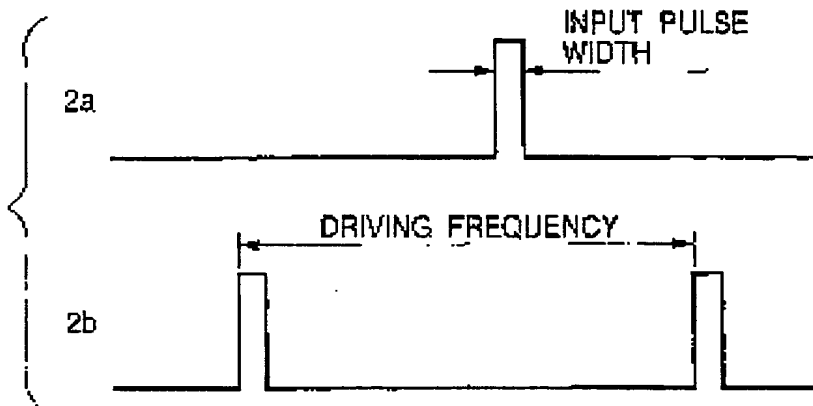 INPUT PULSE
WIDTH
2a
DRIVING FREQUENCY
2b